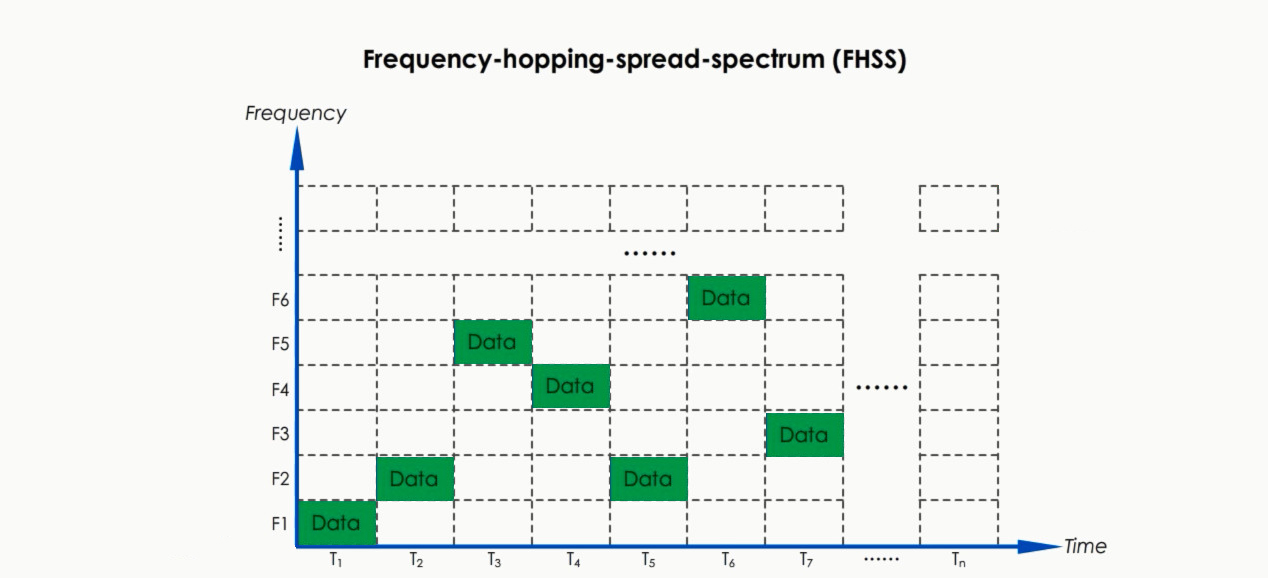 Frequency-hopping-spread-spectrum (FHSS)
Frequency
......
......
F6 Data
F5 Data
F4 Data ......
F3 Data
F2 Data Data
F1 Data
Time
T1 T2 T3 T4 T5 T6 T7 ...... Tn